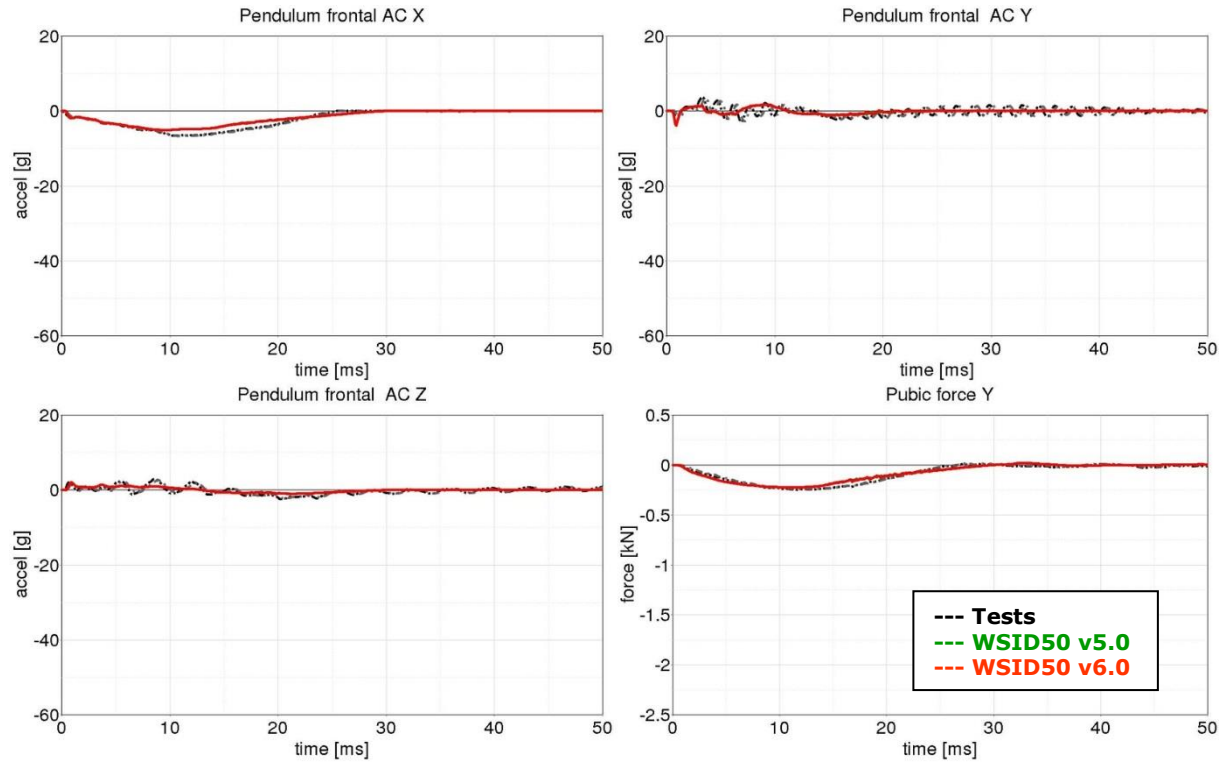 Pendulum frontal AC X
20
0
-20
-40
-60
accel [g]
0 10 20 30 40 50
time [ms]
Pendulum frontal AC Y
20
0
-20
-40
-60
accel [g]
0 10 20 30 40 50
time [ms]
Pendulum frontal AC Z
20
0
-20
-40
-60
accel [g]
0 10 20 30 40 50
time [ms]
Pubic force Y
0.5
0
-0.5
-1
-1.5
-2
-2.5
force [kN]
0 10 20 30 40 50
time [ms]
--- Tests
--- WSID50 v5.0
--- WSID50 v6.0